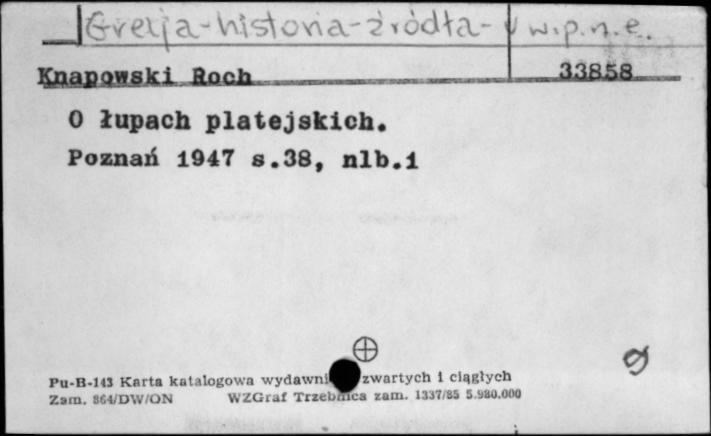 Grecja-historia-źródła-V w.p.n.e.
Knapowski Roch 33858
O łupach platejskich.
Poznań 1947 s.38, nlb.1
Pu-B-143 Karta katalogowa wydawni zwartych i ciągłych
Zam. 864/DW/ON WZGraf Trzebnica zam. 1337/85 5.980.000